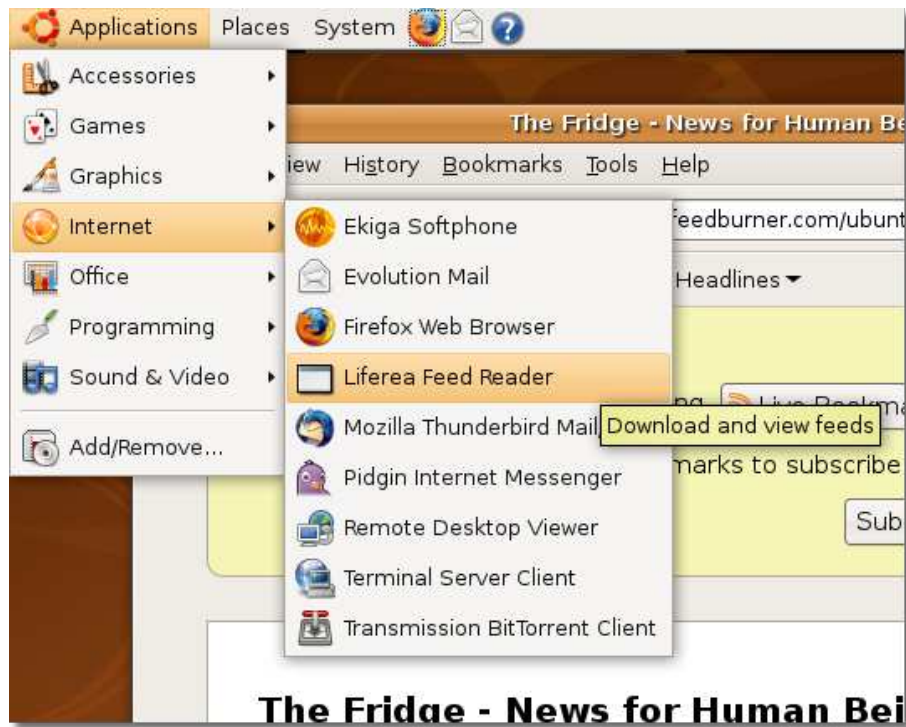 Applications Places System
Accessories
Games
Graphics
Internet
Office
Programming
Sound & Video
Add/Remove...
The Fridge - News for Human Be
iew History Bookmarks Tools Help
feedburner.com/ubunt
Headlines
Ekiga Softphone
Evolution Mail
Firefox Web Browser
Liferea Feed Reader
Mozilla Thunderbird Mail
Pidgin Internet Messenger
Remote Desktop Viewer
Terminal Server Client
Transmission BitTorrent Client
Download and view feeds
Live Bookma
marks to subscribe
Sub
The Fridge - News for Human Bei